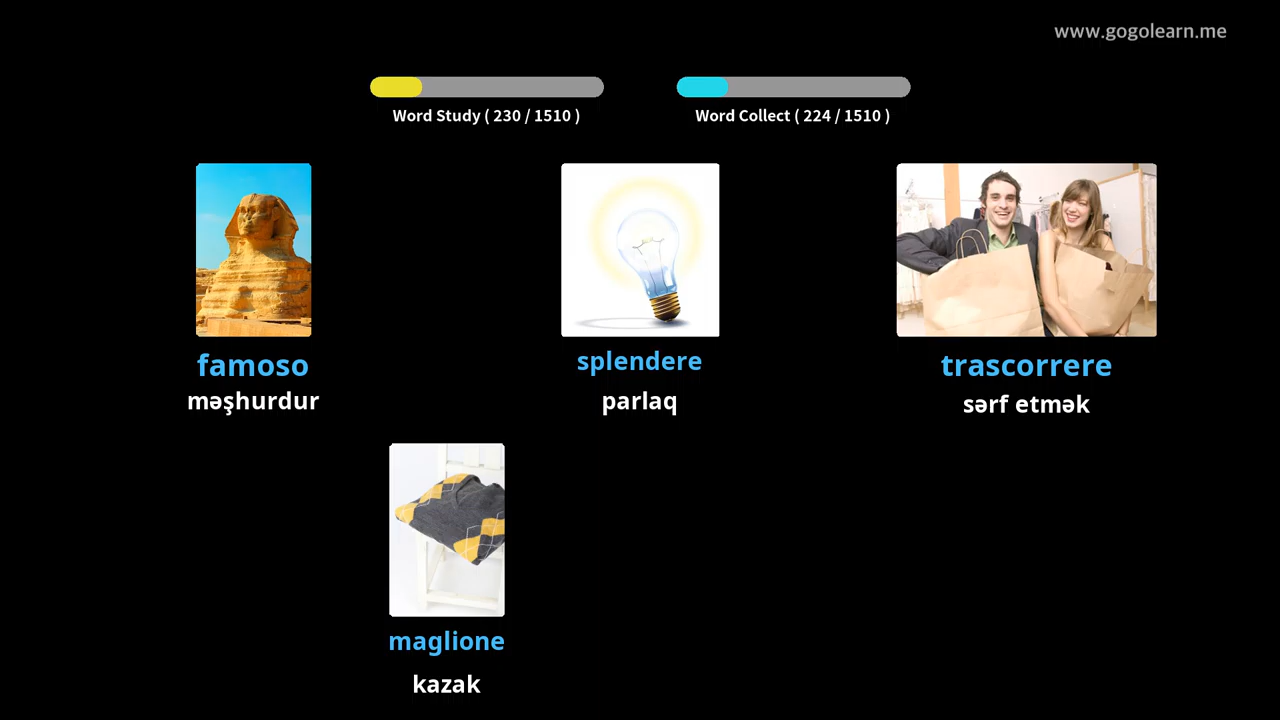 www.gogolearn.me
Word Study ( 230 / 1510 )
Word Collect ( 224 / 1510 )
famoso
məşhurdur
splendere
parlaq
trascorrere
sərf etmək
maglione
kazak